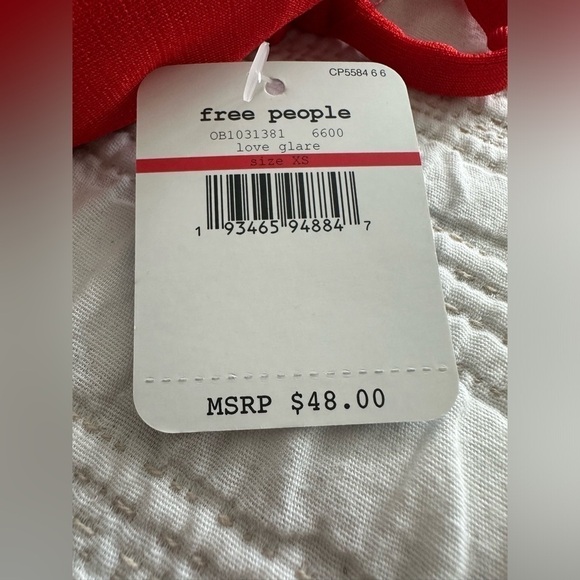 CP5584 6 6
free people
OB1031381 6600
love glare
size XS
1 93465 94884 7
MSRP $48.00